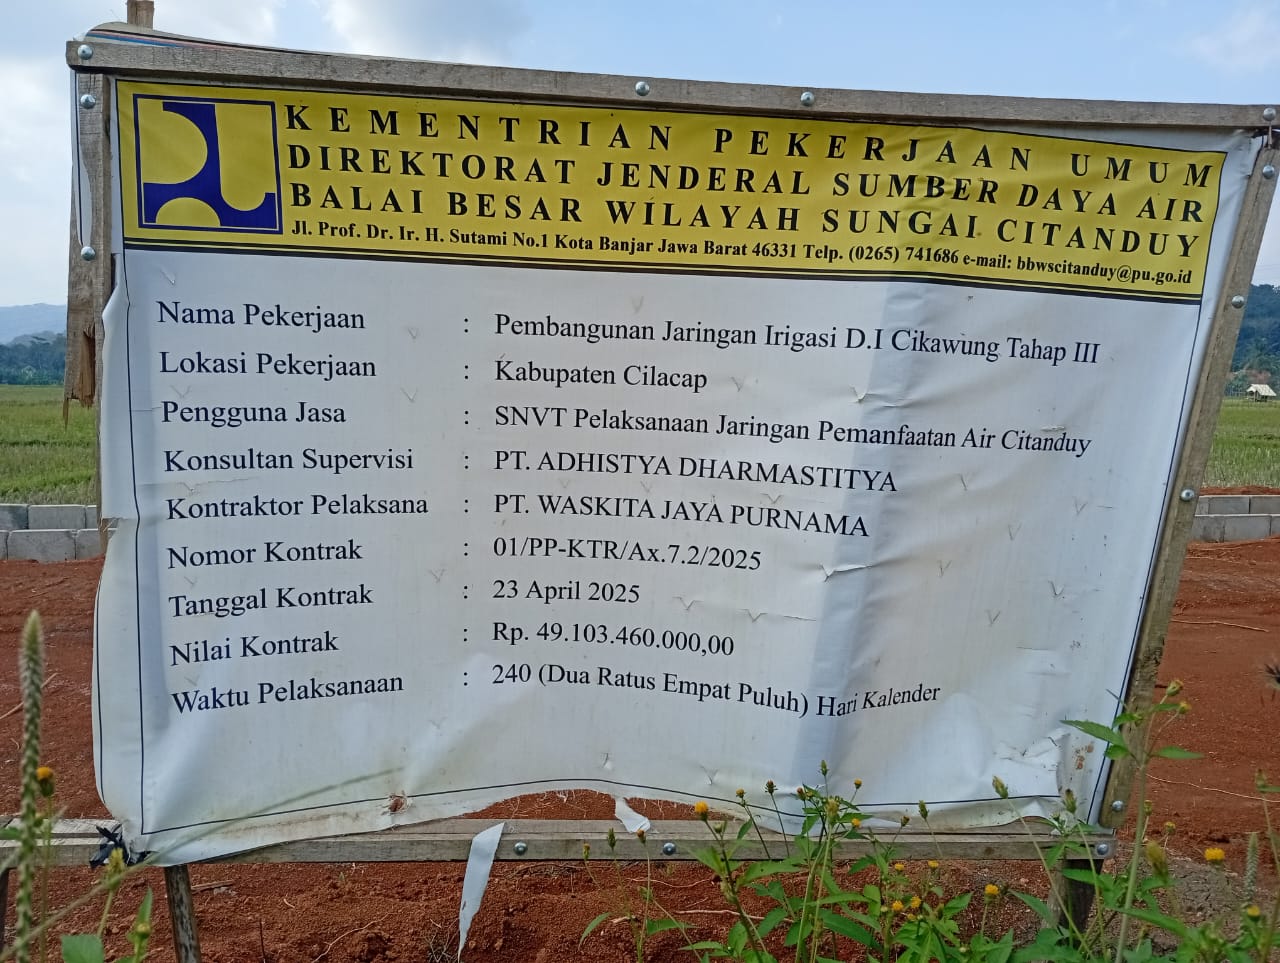 KEMENTRIAN PEKERJAAN UMUM
DIREKTORAT JENDERAL SUMBER DAYA AIR
BALAI BESAR WILAYAH SUNGAI CITANDUY
Jl. Prof. Dr. Ir. H. Sutami No.1 Kota Banjar Jawa Barat 46331 Telp. (0265) 741686 e-mail: bbwscitanduy@pu.go.id
Nama Pekerjaan : Pembangunan Jaringan Irigasi D.I Cikawung Tahap III
Lokasi Pekerjaan : Kabupaten Cilacap
Pengguna Jasa : SNVT Pelaksanaan Jaringan Pemanfaatan Air Citanduy
Konsultan Supervisi : PT. ADHISTYA DHARMASTITYA
Kontraktor Pelaksana : PT. WASKITA JAYA PURNAMA
Nomor Kontrak : 01/PP-KTR/Ax.7.2/2025
Tanggal Kontrak : 23 April 2025
Nilai Kontrak : Rp. 49.103.460.000,00
Waktu Pelaksanaan : 240 (Dua Ratus Empat Puluh) Hari Kalender